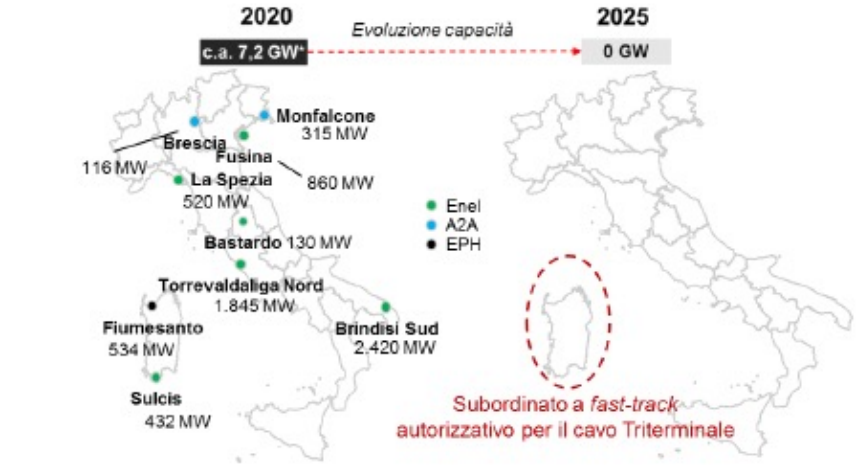 2020
Evoluzione capacità
2025
c.a. 7,2 GW*
0 GW
Monfalcone
315 MW
Brescia
116 MW
Fusina
860 MW
La Spezia
520 MW
Enel
A2A
EPH
Bastardo 130 MW
Torrevaldaliga Nord
1.845 MW
Fiumesanto
534 MW
Brindisi Sud
2.420 MW
Sulcis
432 MW
Subordinato a fast-track
autorizzativo per il cavo Triterminale